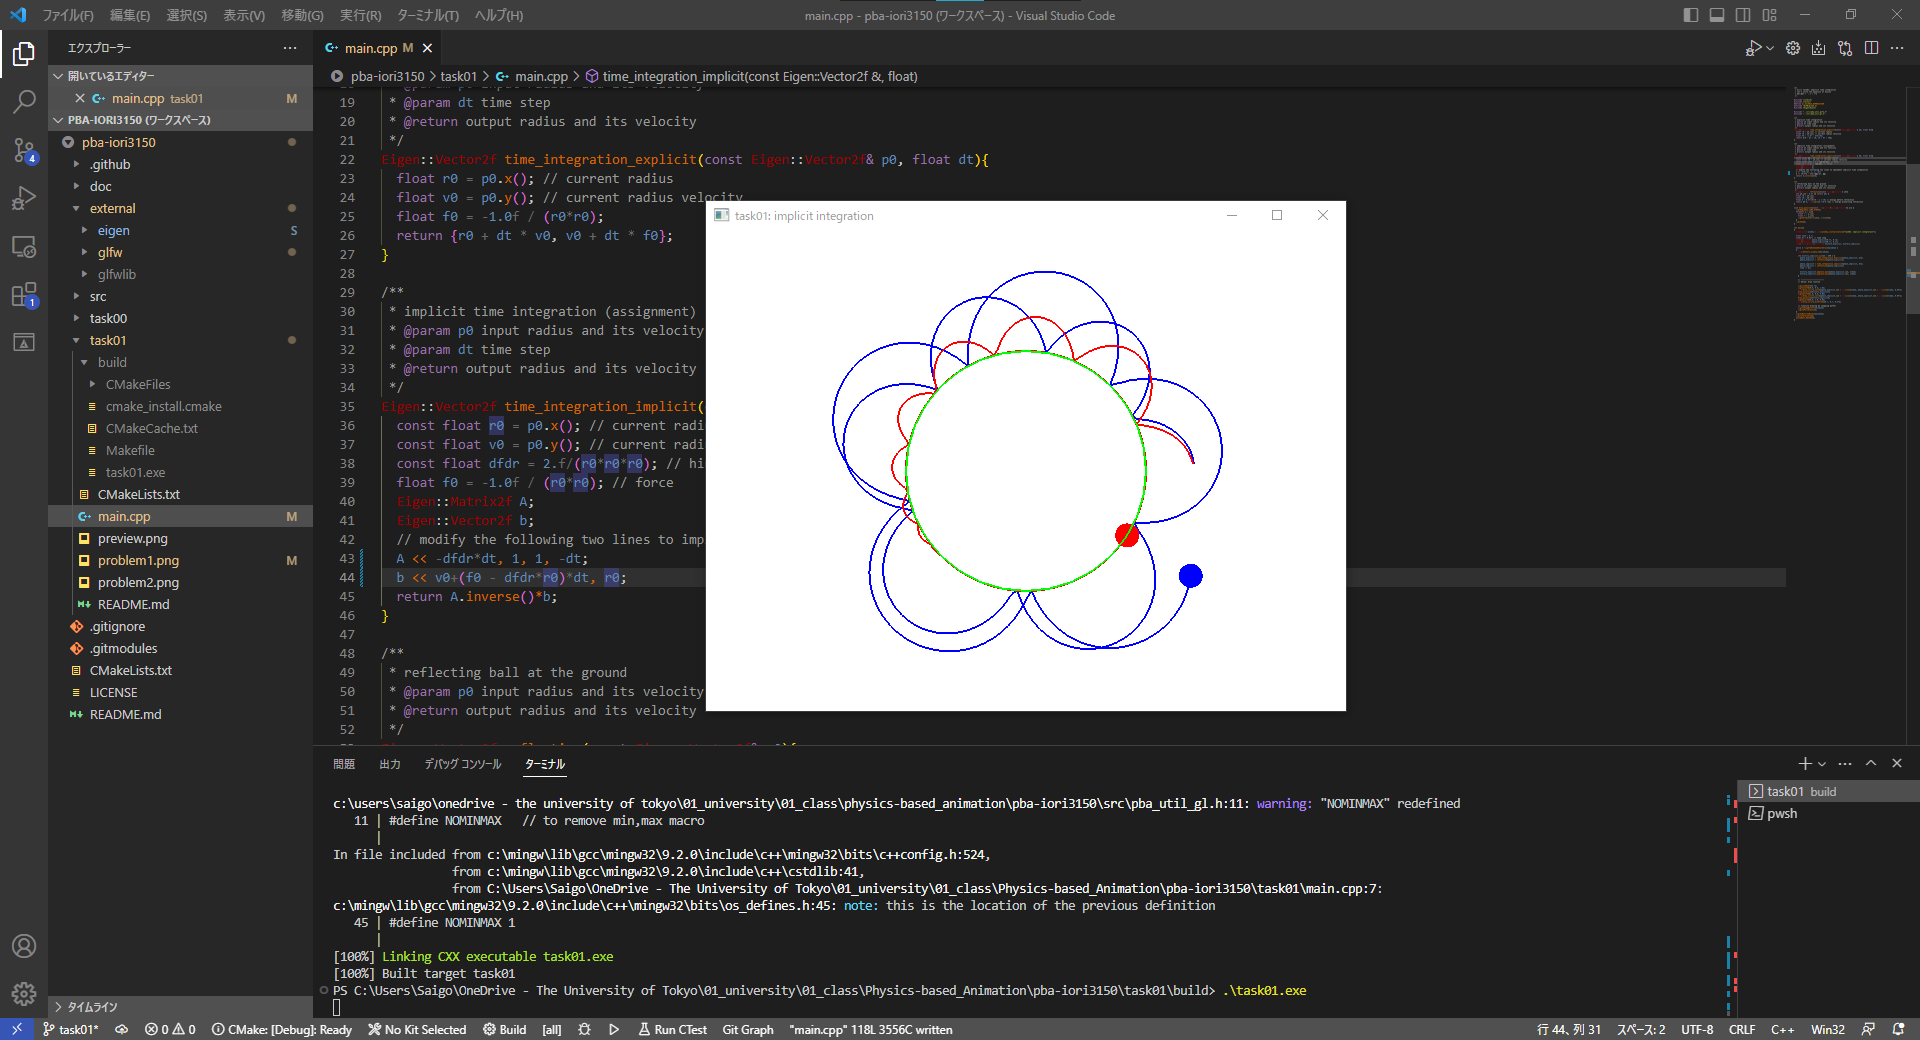 ファイル(F) 編集(E) 選択(S) 表示(V) 移動(G) 実行(R) ターミナル(T) ヘルプ(H)
main.cpp - pba-iori3150 (ワークスペース) - Visual Studio Code
エクスプローラー
開いているエディター
main.cpp task01 M
PBA-IORI3150 (ワークスペース)
pba-iori3150
.github
doc
external
eigen S
glfw
glfwlib
src
task00
task01
build
CMakeFiles
cmake_install.cmake
CMakeCache.txt
Makefile
task01.exe
CMakeLists.txt
main.cpp M
preview.png
problem1.png M
problem2.png
README.md
.gitignore
.gitmodules
CMakeLists.txt
LICENSE
README.md
タイムライン
4
1
main.cpp M
pba-iori3150 > task01 > main.cpp > time_integration_implicit(const Eigen::Vector2f &, float)
19 * @param dt time step
20 * @return output radius and its velocity
21 */
22 Eigen::Vector2f time_integration_explicit(const Eigen::Vector2f& p0, float dt){
23 float r0 = p0.x(); // current radius
24 float v0 = p0.y(); // current radius velocity
25 float f0 = -1.0f / (r0*r0);
26 return {r0 + dt * v0, v0 + dt * f0};
27 }
28
29 /**
30 * implicit time integration (assignment)
31 * @param p0 input radius and its velocity
32 * @param dt time step
33 * @return output radius and its velocity
34 */
35 Eigen::Vector2f time_integration_implicit(
36 const float r0 = p0.x(); // current radi
37 const float v0 = p0.y(); // current radi
38 const float dfdr = 2.f/(r0*r0*r0); // hi
39 float f0 = -1.0f / (r0*r0); // force
40 Eigen::Matrix2f A;
41 Eigen::Vector2f b;
42 // modify the following two lines to imp
43 A << -dfdr*dt, 1, 1, -dt;
44 b << v0+(f0 - dfdr*r0)*dt, r0;
45 return A.inverse()*b;
46 }
47
48 /**
49 * reflecting ball at the ground
50 * @param p0 input radius and its velocity
51 * @return output radius and its velocity
52 */
task01: implicit integration
問題 出力 デバッグ コンソール ターミナル
c:\users\saigo\onedrive - the university of tokyo\01_university\01_class\physics-based_animation\pba-iori3150\src\pba_util_gl.h:11: warning: "NOMINMAX" redefined
11 | #define NOMINMAX // to remove min,max macro
|
In file included from c:\mingw\lib\gcc\mingw32\9.2.0\include\c++\mingw32\bits\c++config.h:524,
from c:\mingw\lib\gcc\mingw32\9.2.0\include\c++\cstdlib:41,
from C:\Users\Saigo\OneDrive - The University of Tokyo\01_university\01_class\Physics-based_Animation\pba-iori3150\task01\main.cpp:7:
c:\mingw\lib\gcc\mingw32\9.2.0\include\c++\mingw32\bits\os_defines.h:45: note: this is the location of the previous definition
45 | #define NOMINMAX 1
|
[100%] Linking CXX executable task01.exe
[100%] Built target task01
PS C:\Users\Saigo\OneDrive - The University of Tokyo\01_university\01_class\Physics-based_Animation\pba-iori3150\task01\build> .\task01.exe
task01 build
pwsh
task01* 0 0 CMake: [Debug]: Ready No Kit Selected Build [all] Run CTest Git Graph "main.cpp" 118L 3556C written
行 44、列 31 スペース: 2 UTF-8 CRLF C++ Win32